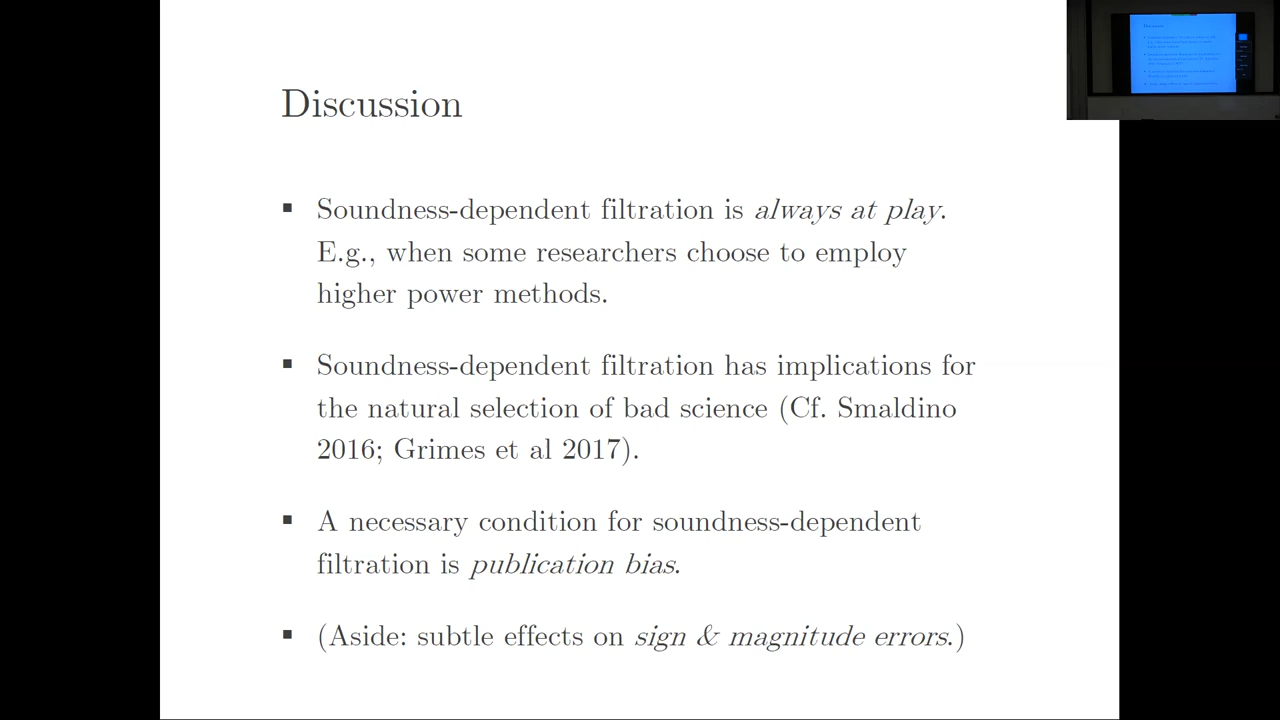 Discussion
▪ Soundness-dependent filtration is always at play.
E.g., when some researchers choose to employ
higher power methods.
▪ Soundness-dependent filtration has implications for
the natural selection of bad science (Cf. Smaldino
2016; Grimes et al 2017).
▪ A necessary condition for soundness-dependent
filtration is publication bias.
▪ (Aside: subtle effects on sign & magnitude errors.)